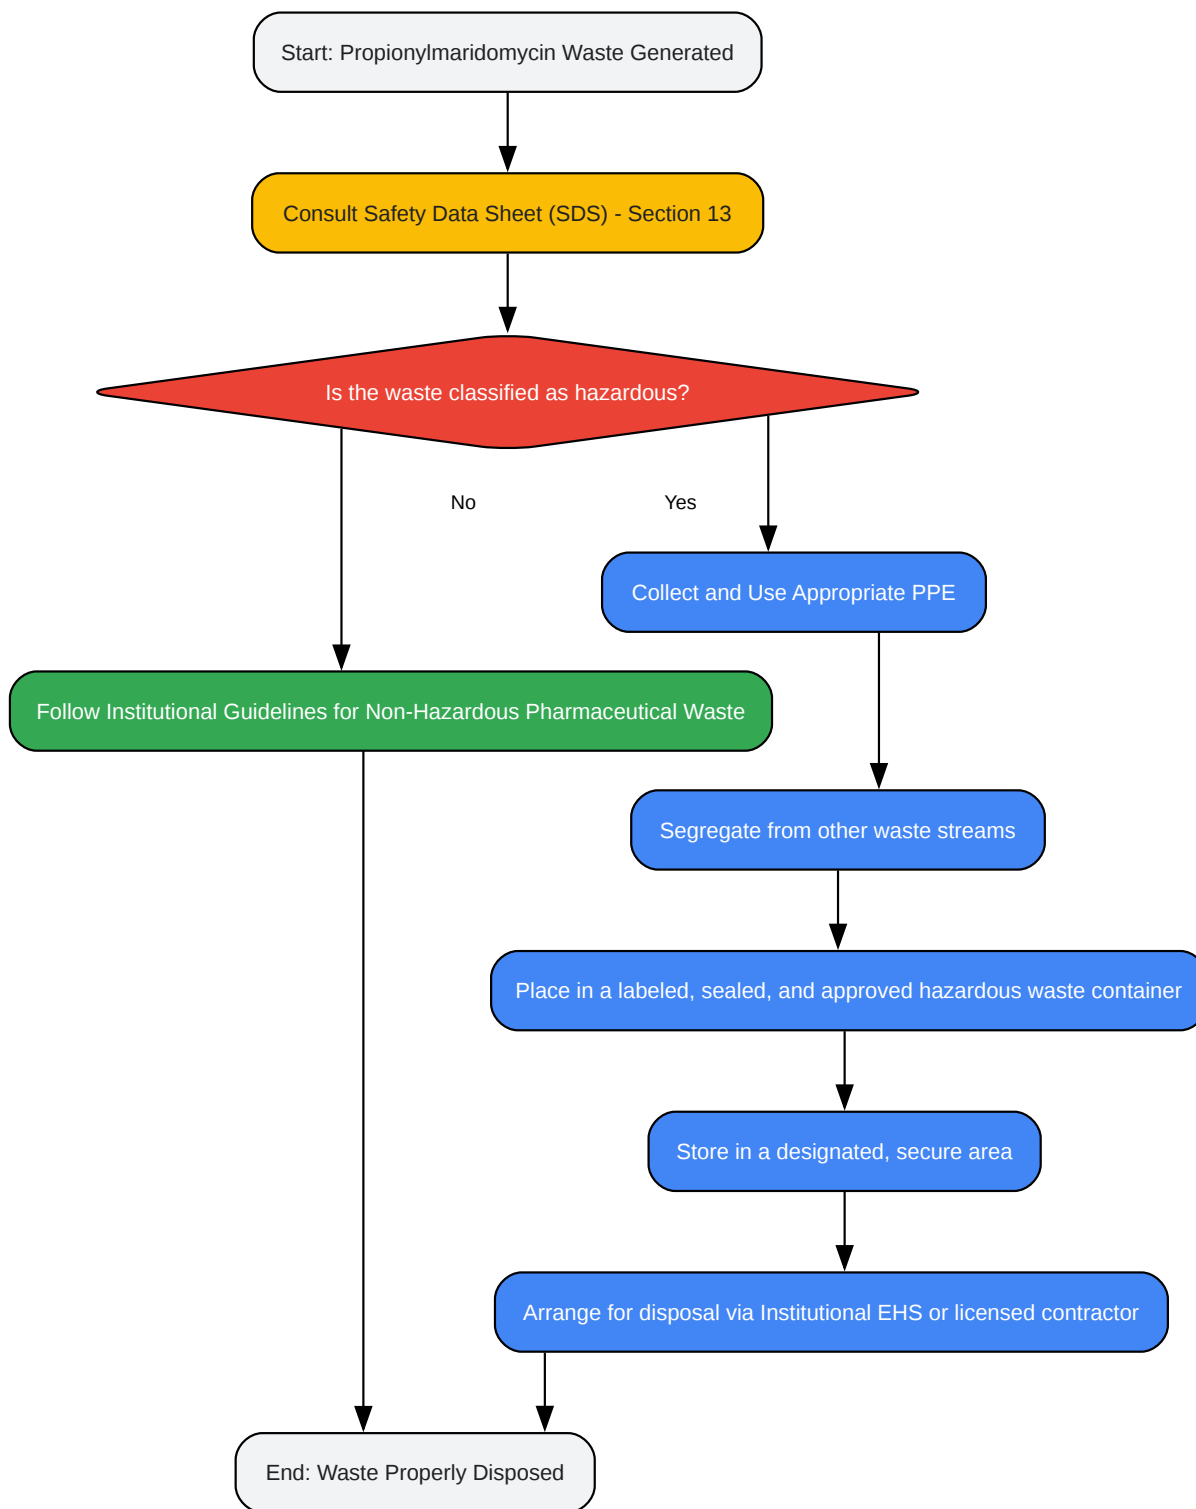 Start: Propionylmaridomycin Waste Generated
Consult Safety Data Sheet (SDS) - Section 13
Is the waste classified as hazardous?
No
Yes
Collect and Use Appropriate PPE
Follow Institutional Guidelines for Non-Hazardous Pharmaceutical Waste
Segregate from other waste streams
Place in a labeled, sealed, and approved hazardous waste container
Store in a designated, secure area
Arrange for disposal via Institutional EHS or licensed contractor
End: Waste Properly Disposed